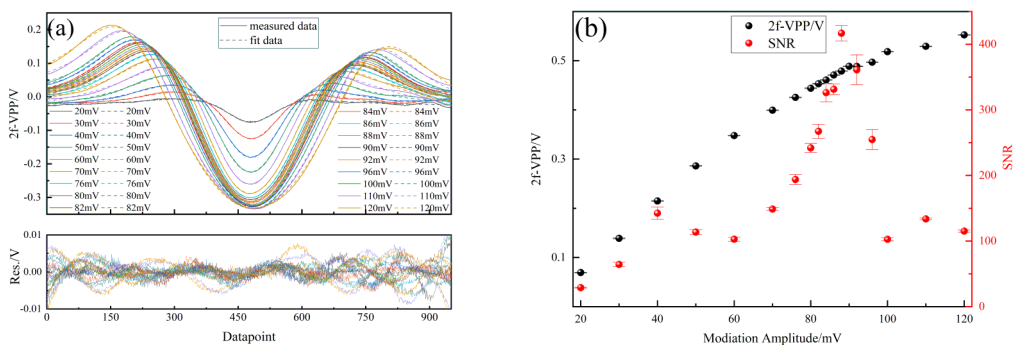 (a)
measured data
fit data
0.2
0.1
0.0
-0.1
-0.2
-0.3
2f-VPP/V
20mV 20mV 84mV 84mV
30mV 30mV 86mV 86mV
40mV 40mV 88mV 88mV
50mV 50mV 90mV 90mV
60mV 60mV 92mV 92mV
70mV 70mV 96mV 96mV
76mV 76mV 100mV 100mV
80mV 80mV 110mV 110mV
82mV 82mV 120mV 120mV
0.01
0.00
-0.01
Res./V
0 150 300 450 600 750 900
Datapoint
(b)
2f-VPP/V
SNR
0.5
0.3
0.1
2f-VPP/V
400
300
200
100
0
SNR
20 40 60 80 100 120
Modiation Amplitude/mV